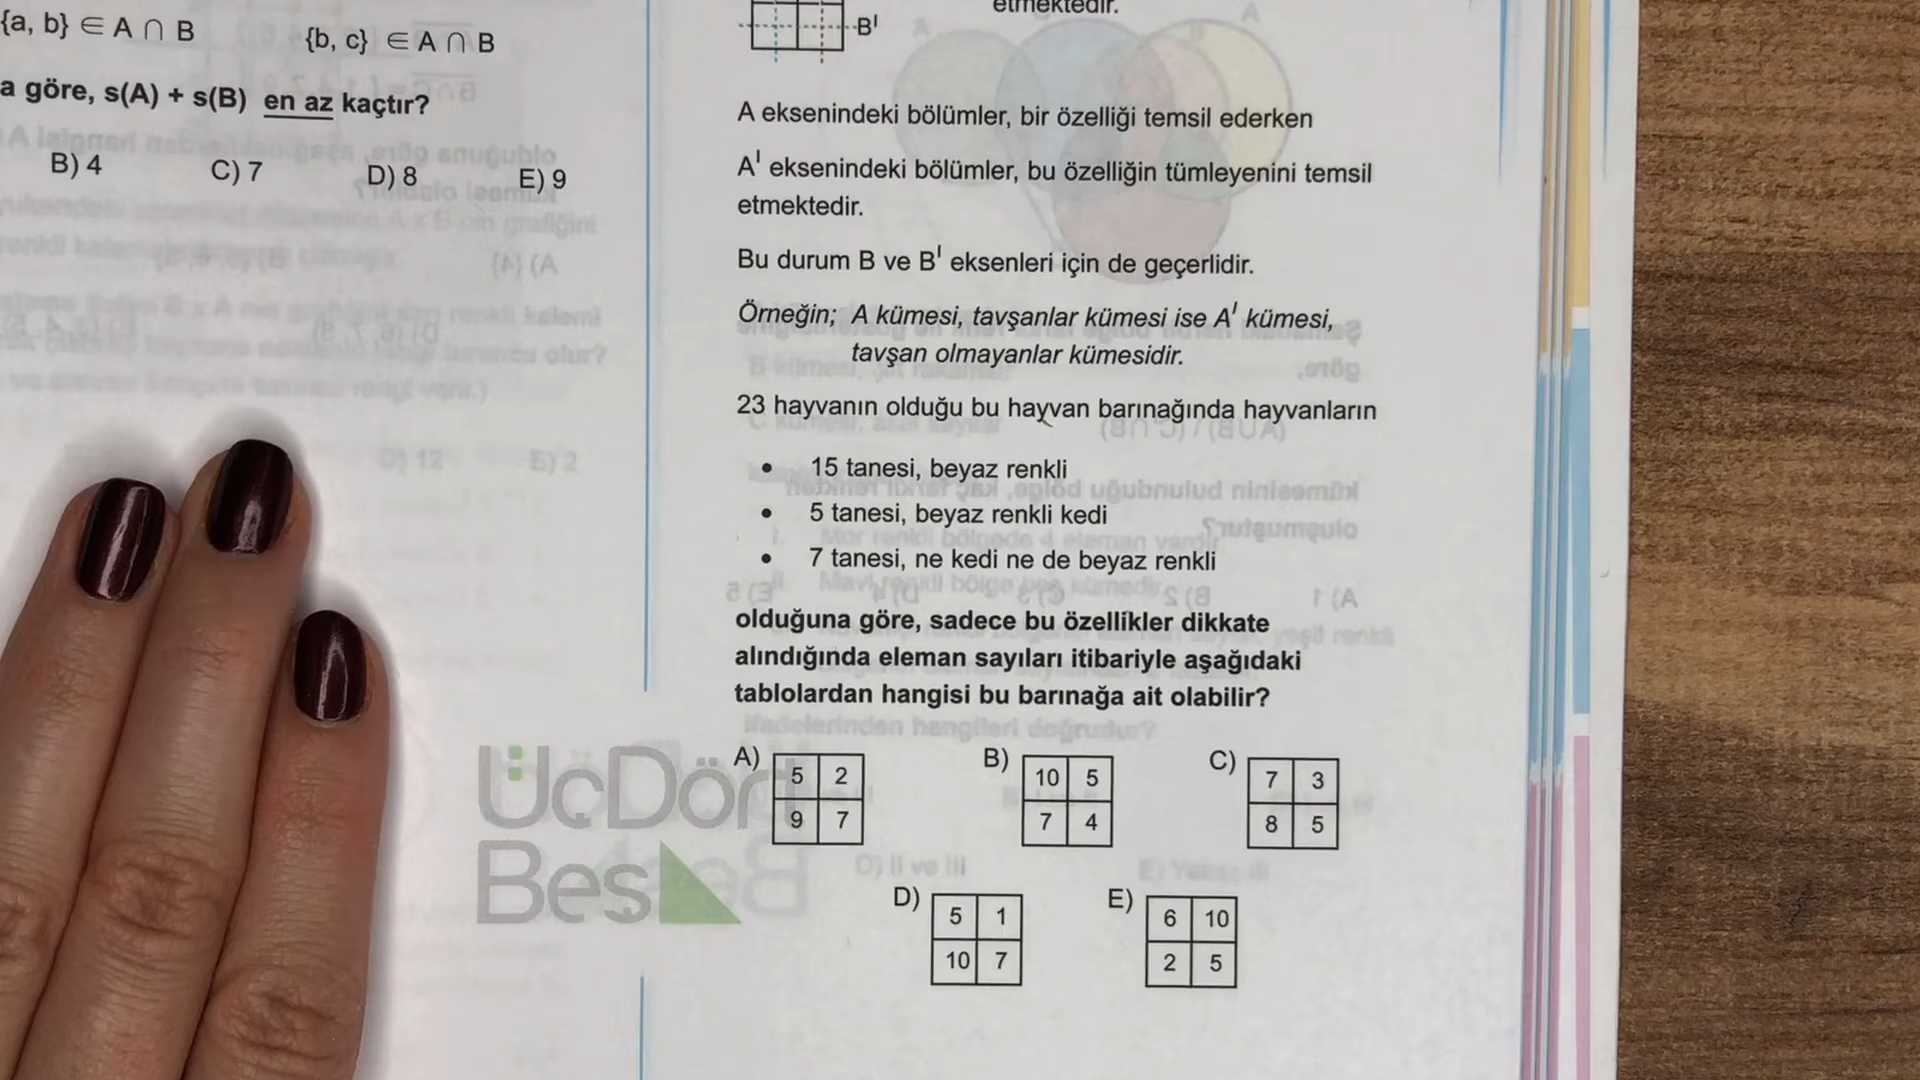 {a, b} ∈ A ∩ B
{b, c} ∈ A ∩ B
a göre, s(A) + s(B) en az kaçtır?
B) 4
C) 7
D) 8
E) 9
etmektedir.
B'
A eksenindeki bölümler, bir özelliği temsil ederken
A' eksenindeki bölümler, bu özelliğin tümleyenini temsil
etmektedir.
Bu durum B ve B' eksenleri için de geçerlidir.
Örneğin; A kümesi, tavşanlar kümesi ise A' kümesi,
tavşan olmayanlar kümesidir.
23 hayvanın olduğu bu hayvan barınağında hayvanların
• 15 tanesi, beyaz renkli
• 5 tanesi, beyaz renkli kedi
• 7 tanesi, ne kedi ne de beyaz renkli
olduğuna göre, sadece bu özellikler dikkate
alındığında eleman sayıları itibariyle aşağıdaki
tablolardan hangisi bu barınağa ait olabilir?
A)
5 2
9 7
B)
10 5
7 4
C)
7 3
8 5
D)
5 1
10 7
E)
6 10
2 5
ÜçDört
Beş